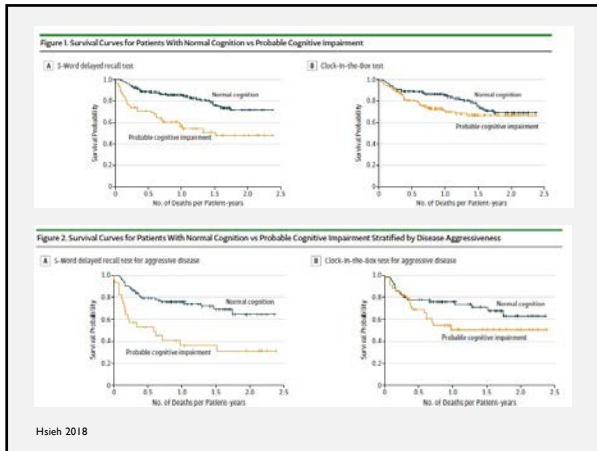 Figure 1. Survival Curves for Patients With Normal Cognition vs Probable Cognitive Impairment
A 5-Word delayed recall test
1.0
0.8
0.6
0.4
0.2
0
Survival Probability
Normal cognition
Probable cognitive impairment
0 0.5 1.0 1.5 2.0 2.5
No. of Deaths per Patient-years
B Clock-in-the-Box test
1.0
0.8
0.6
0.4
0.2
0
Survival Probability
Normal cognition
Probable cognitive impairment
0 0.5 1.0 1.5 2.0 2.5
No. of Deaths per Patient-years
Figure 2. Survival Curves for Patients With Normal Cognition vs Probable Cognitive Impairment Stratified by Disease Aggressiveness
A 5-Word delayed recall test for aggressive disease
1.0
0.8
0.6
0.4
0.2
0
Survival Probability
Normal cognition
Probable cognitive impairment
0 0.5 1.0 1.5 2.0 2.5
No. of Deaths per Patient-years
B Clock-in-the-Box test for aggressive disease
1.0
0.8
0.6
0.4
0.2
0
Survival Probability
Normal cognition
Probable cognitive impairment
0 0.5 1.0 1.5 2.0 2.5
No. of Deaths per Patient-years
Hsieh 2018